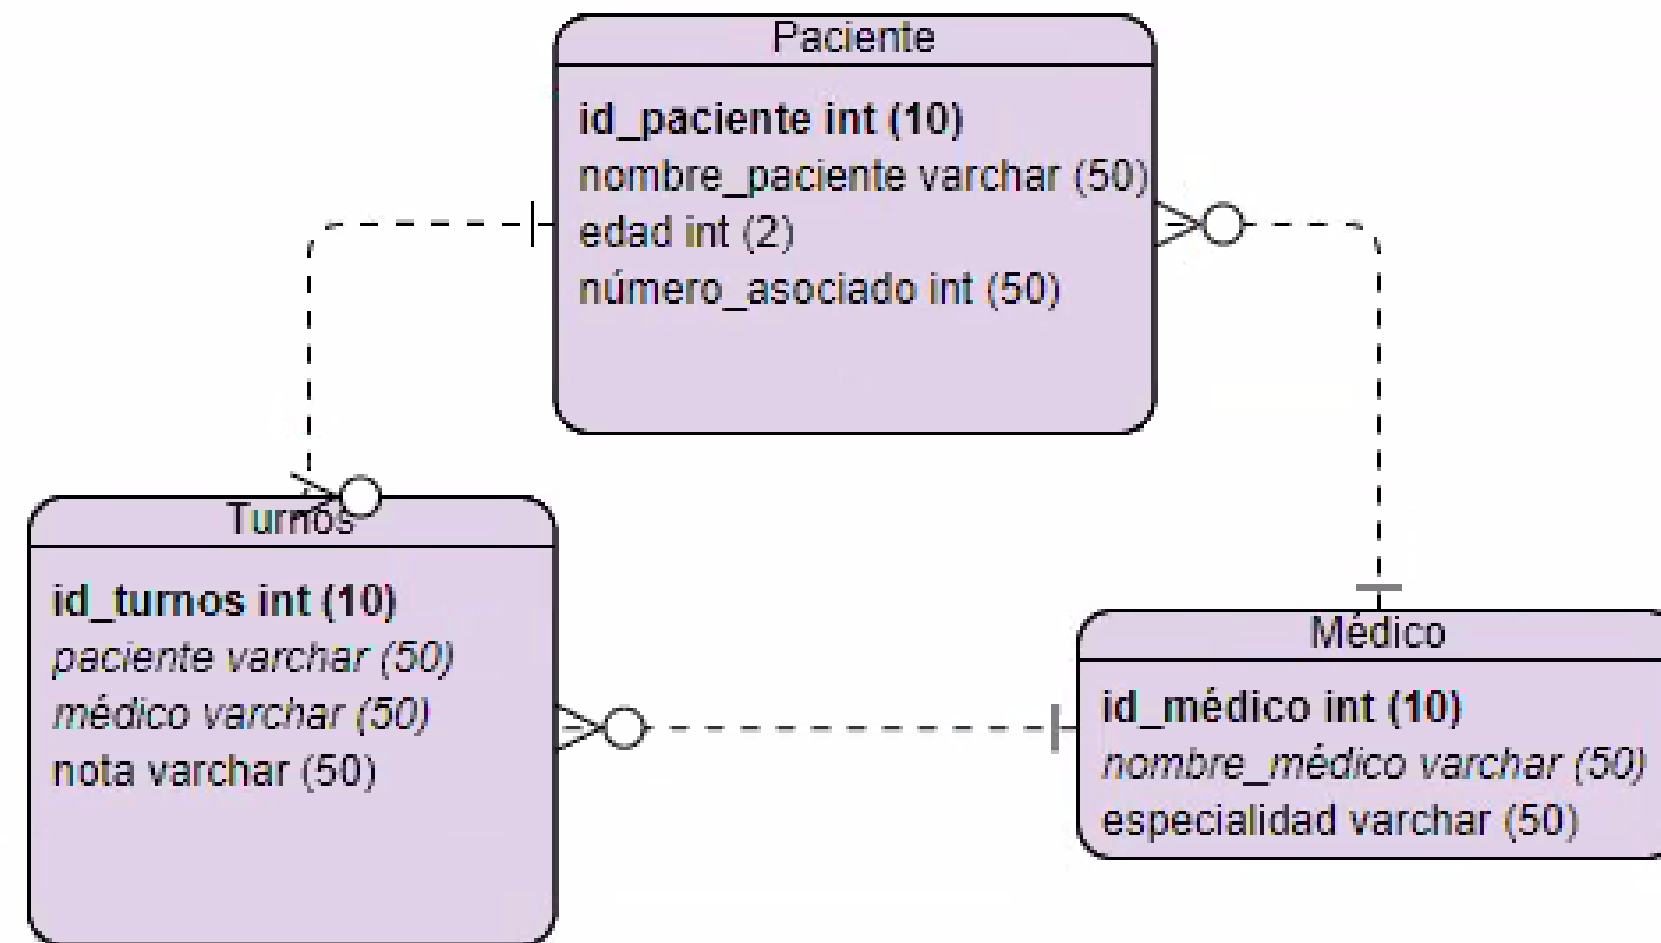 Paciente
id_paciente int (10)
nombre_paciente varchar (50)
edad int (2)
número_asociado int (50)
Turnos
id_turnos int (10)
paciente varchar (50)
médico varchar (50)
nota varchar (50)
Médico
id_médico int (10)
nombre_médico varchar (50)
especialidad varchar (50)